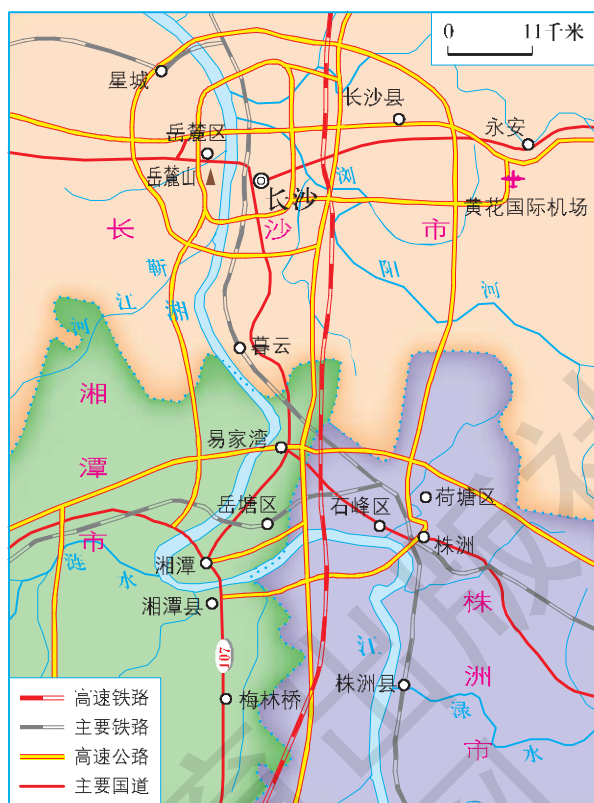 0 11千米
星城
长沙县
永安
岳麓区
岳麓山
长沙
浏
黄花国际机场
长 沙 市
阳
河
靳
江
河
湘
暮云
湘
潭
市
易家湾
岳塘区
石峰区
荷塘区
株洲
涟
水
湘潭
湘潭县
株
洲
市
江
107
梅林桥
株洲县
渌
水
高速铁路
主要铁路
高速公路
主要国道